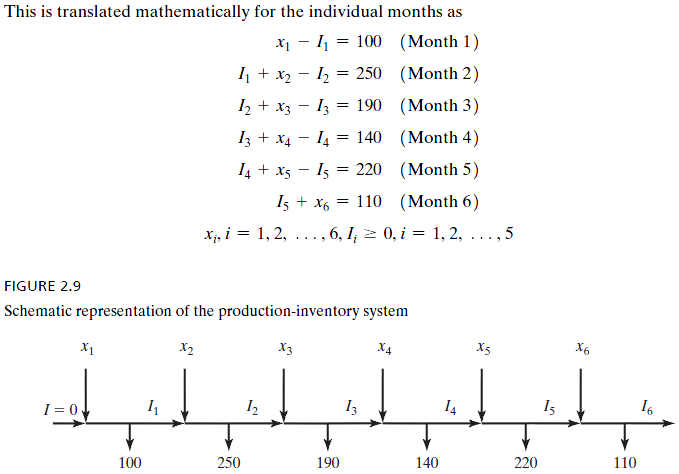 This is translated mathematically for the individual months as
x₁ − I₁ = 100 (Month 1)
I₁ + x₂ − I₂ = 250 (Month 2)
I₂ + x₃ − I₃ = 190 (Month 3)
I₃ + x₄ − I₄ = 140 (Month 4)
I₄ + x₅ − I₅ = 220 (Month 5)
I₅ + x₆ = 110 (Month 6)
xᵢ, i = 1, 2, . . . , 6, Iᵢ ≥ 0, i = 1, 2, . . . , 5
FIGURE 2.9
Schematic representation of the production-inventory system
x₁ x₂ x₃ x₄ x₅ x₆
I = 0 I₁ I₂ I₃ I₄ I₅ I₆
100 250 190 140 220 110